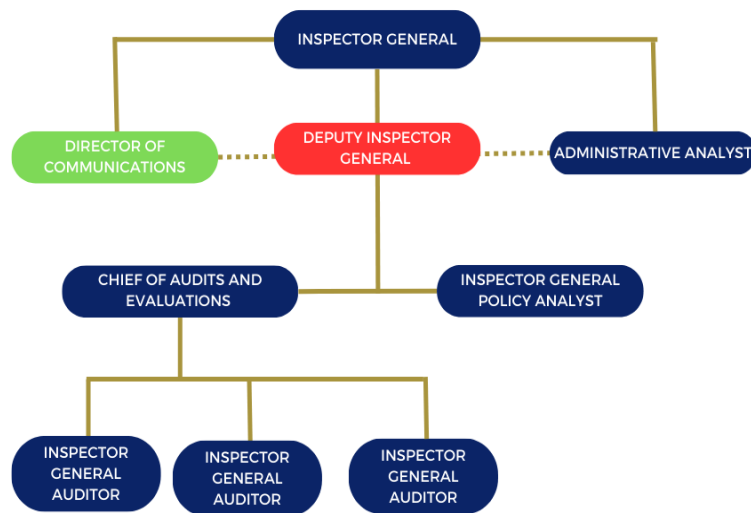 INSPECTOR GENERAL
DIRECTOR OF
COMMUNICATIONS
DEPUTY INSPECTOR
GENERAL
ADMINISTRATIVE ANALYST
CHIEF OF AUDITS AND
EVALUATIONS
INSPECTOR GENERAL
POLICY ANALYST
INSPECTOR
GENERAL
AUDITOR
INSPECTOR
GENERAL
AUDITOR
INSPECTOR
GENERAL
AUDITOR